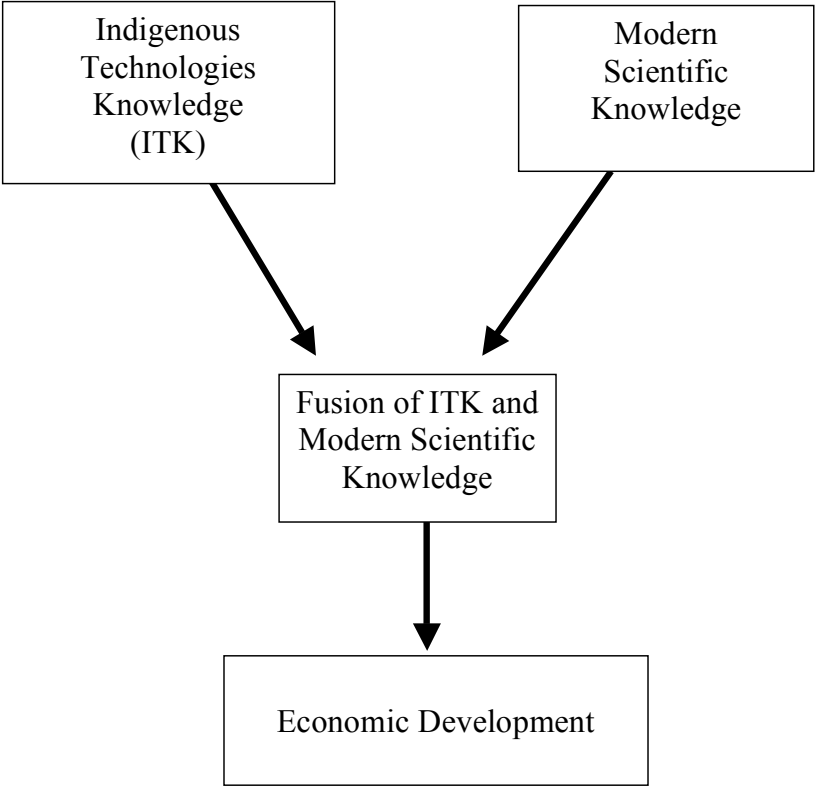 Indigenous
Technologies
Knowledge
(ITK)
Modern
Scientific
Knowledge
Fusion of ITK and
Modern Scientific
Knowledge
Economic Development